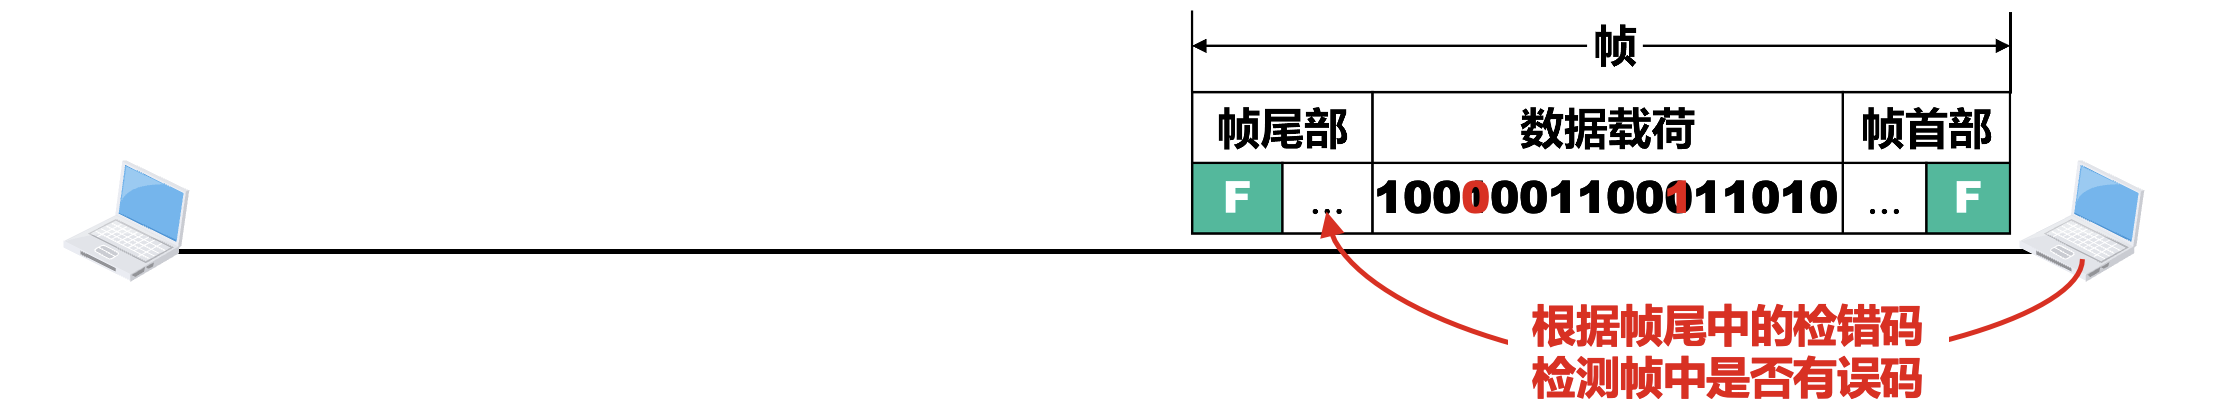 帧
帧尾部 数据载荷 帧首部
F ... 1000001100111010 ... F
根据帧尾中的检错码
检测帧中是否有误码